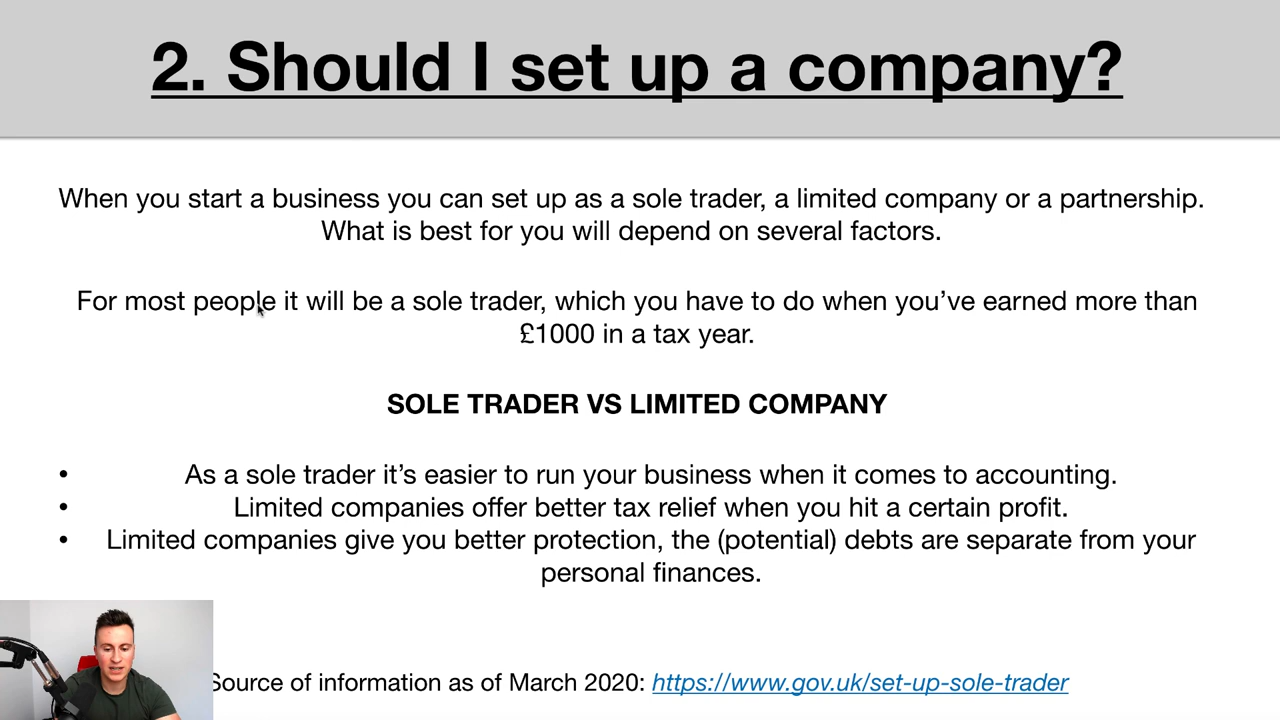 2. Should I set up a company?
When you start a business you can set up as a sole trader, a limited company or a partnership.
What is best for you will depend on several factors.
For most people it will be a sole trader, which you have to do when you’ve earned more than
£1000 in a tax year.
SOLE TRADER VS LIMITED COMPANY
• As a sole trader it’s easier to run your business when it comes to accounting.
• Limited companies offer better tax relief when you hit a certain profit.
• Limited companies give you better protection, the (potential) debts are separate from your
personal finances.
Source of information as of March 2020: https://www.gov.uk/set-up-sole-trader